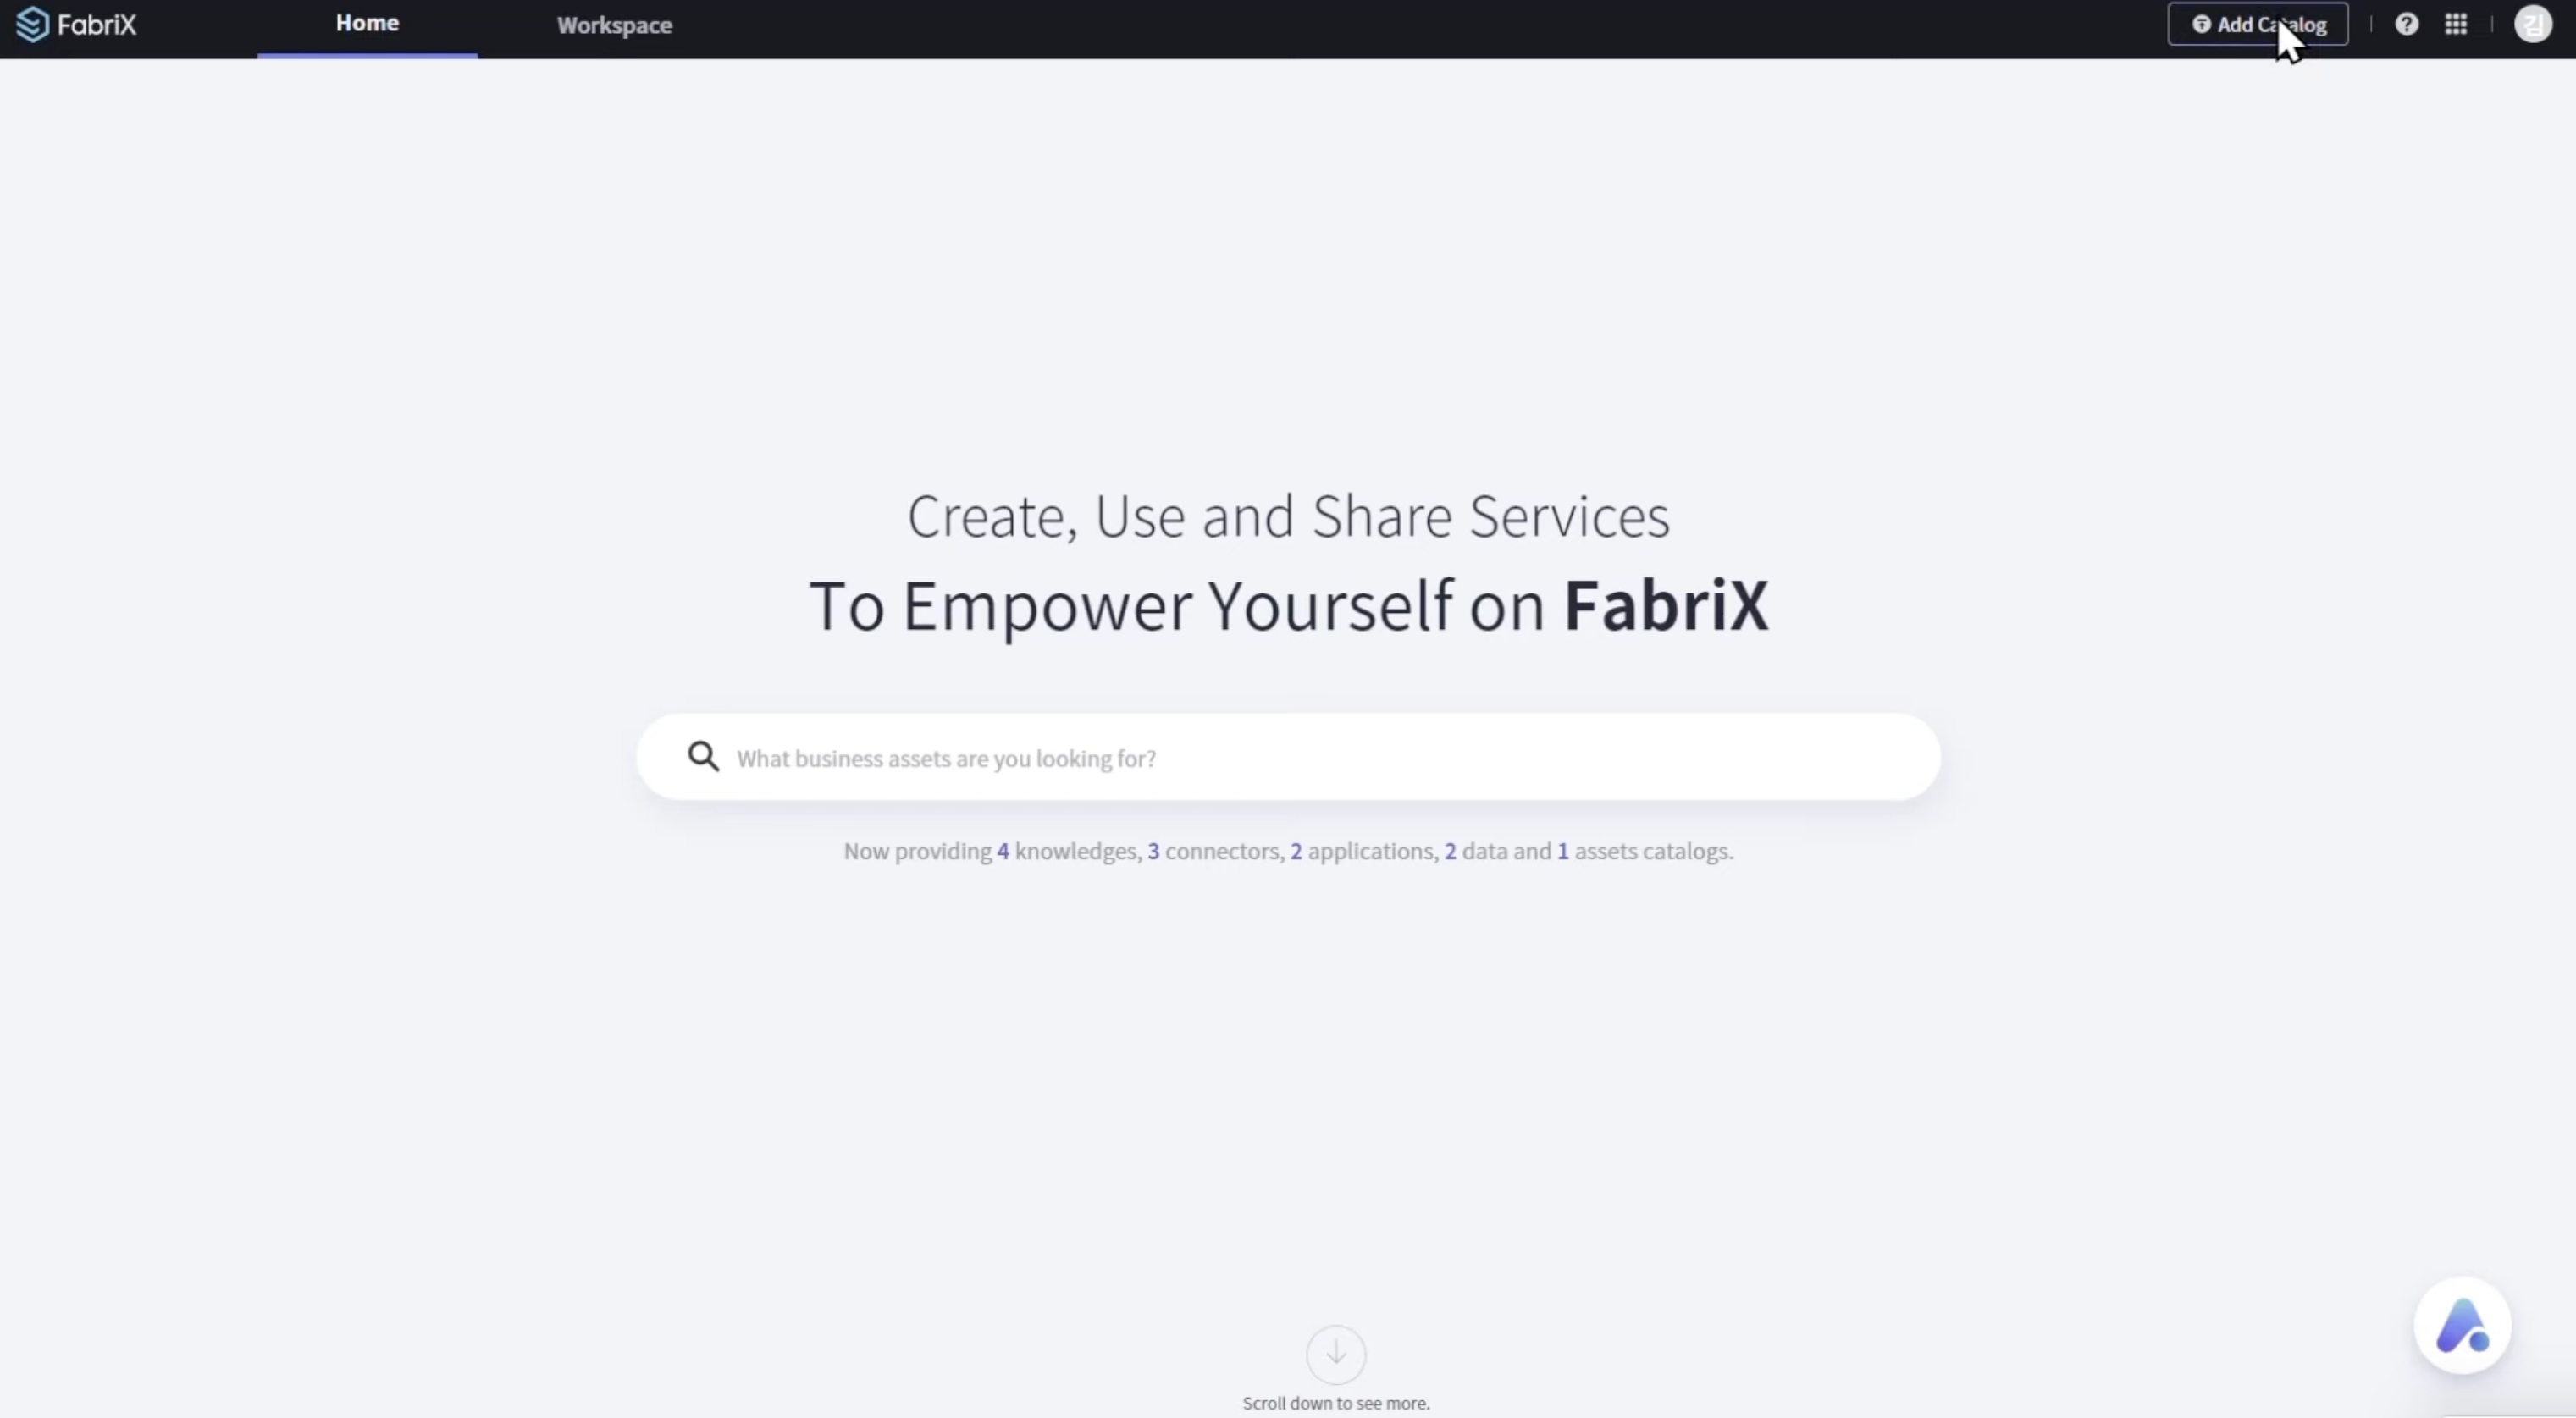 FabriX
Home
Workspace
Add Catalog
김
Create, Use and Share Services
To Empower Yourself on FabriX
What business assets are you looking for?
Now providing 4 knowledges, 3 connectors, 2 applications, 2 data and 1 assets catalogs.
Scroll down to see more.